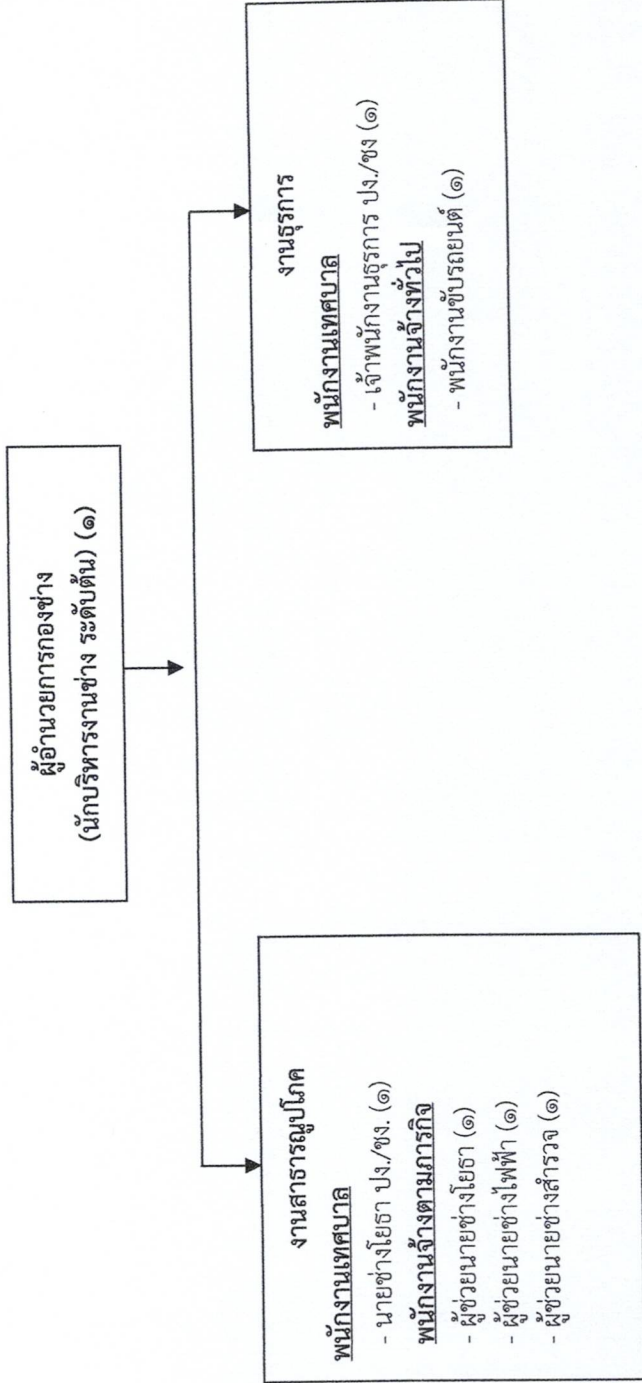 ผู้อำนวยการกองช่าง
(นักบริหารงานช่าง ระดับต้น) (๑)
งานสาธารณูปโภค
พนักงานเทศบาล
- นายช่างโยธา ปง./ชง. (๑)
พนักงานจ้างตามภารกิจ
- ผู้ช่วยนายช่างโยธา (๑)
- ผู้ช่วยนายช่างไฟฟ้า (๑)
- ผู้ช่วยนายช่างสำรวจ (๑)
งานธุรการ
พนักงานเทศบาล
- เจ้าพนักงานธุรการ ปง./ชง (๑)
พนักงานจ้างทั่วไป
- พนักงานขับรถยนต์ (๑)